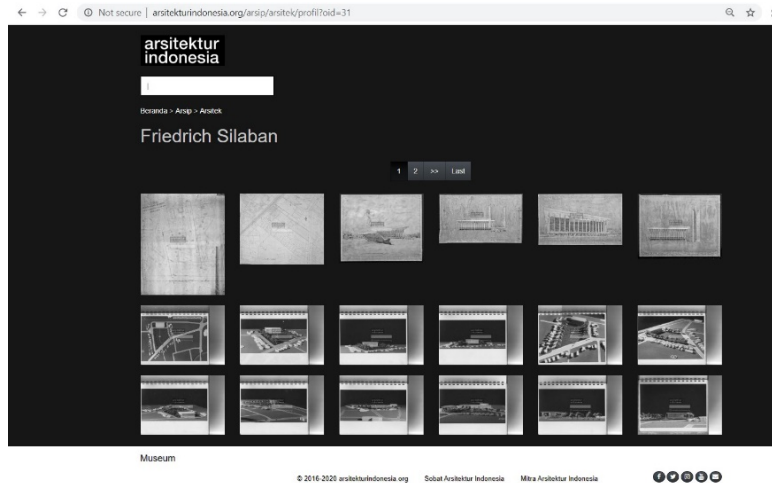 Not secure | arsitekturindonesia.org/arsip/arsitek/profil?oid=31
arsitektur
indonesia
Beranda > Arsip > Arsitek
Friedrich Silaban
1 2 >> Last
Museum
© 2016-2020 arsitekturindonesia.org Sobat Arsitektur Indonesia Mitra Arsitektur Indonesia